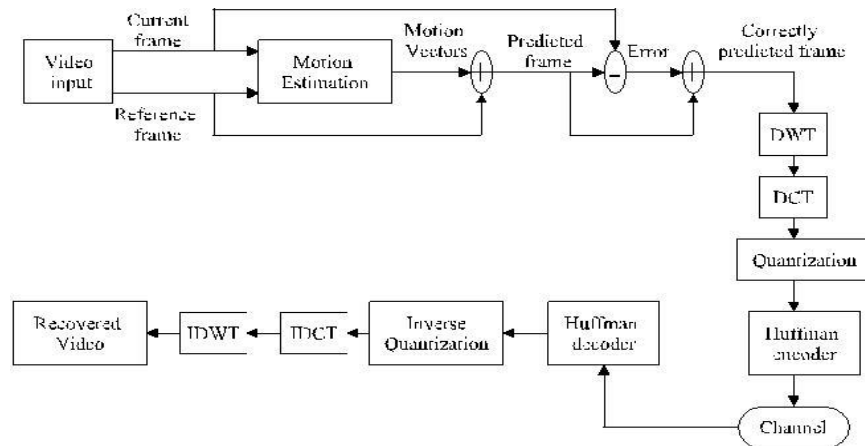 Current
frame
Video
input
Motion
Estimation
Reference
frame
Motion
Vectors
+
Predicted
frame
-
Error
+
Correctly
predicted frame
DWT
DCT
Quantization
Huffman
encoder
Channel
Huffman
decoder
Inverse
Quantization
IDCT
IDWT
Recovered
Video